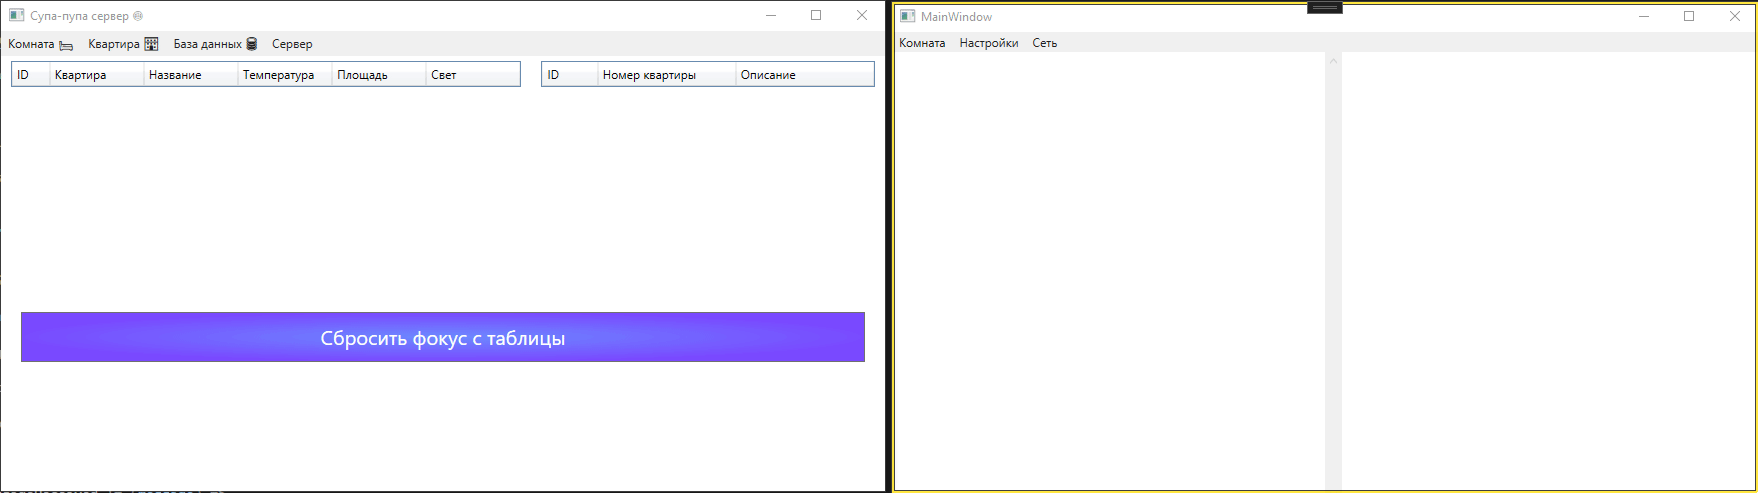 Супа-пупа сервер
Комната Квартира База данных Сервер
ID Квартира Название Температура Площадь Свет
ID Номер квартиры Описание
Сбросить фокус с таблицы
MainWindow
Комната Настройки Сеть